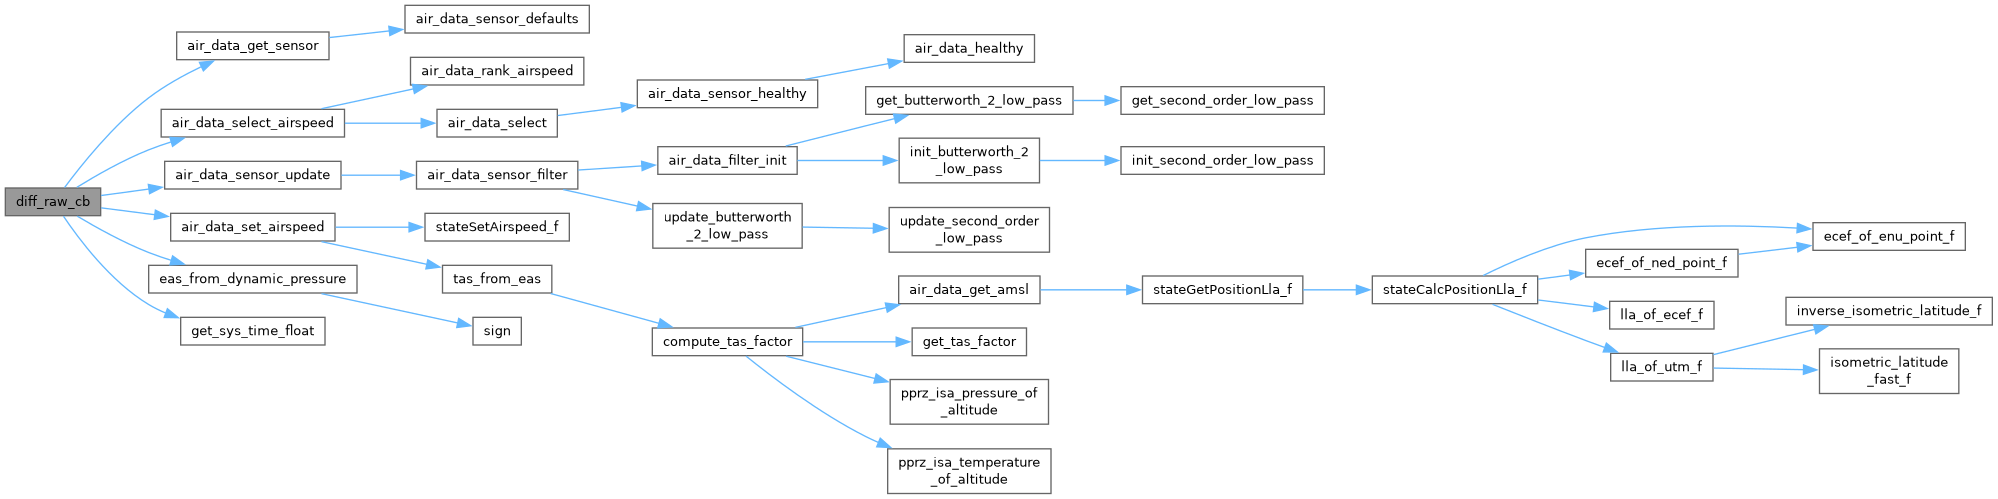 diff_raw_cb
air_data_get_sensor
air_data_sensor_defaults
air_data_select_airspeed
air_data_rank_airspeed
air_data_select
air_data_sensor_healthy
air_data_healthy
air_data_sensor_update
air_data_sensor_filter
air_data_filter_init
get_butterworth_2_low_pass
get_second_order_low_pass
init_butterworth_2
_low_pass
init_second_order_low_pass
update_butterworth
_2_low_pass
update_second_order
_low_pass
air_data_set_airspeed
stateSetAirspeed_f
tas_from_eas
compute_tas_factor
air_data_get_amsl
stateGetPositionLla_f
stateCalcPositionLla_f
ecef_of_enu_point_f
ecef_of_ned_point_f
lla_of_ecef_f
lla_of_utm_f
inverse_isometric_latitude_f
isometric_latitude
_fast_f
get_tas_factor
pprz_isa_pressure_of
_altitude
pprz_isa_temperature
_of_altitude
eas_from_dynamic_pressure
sign
get_sys_time_float